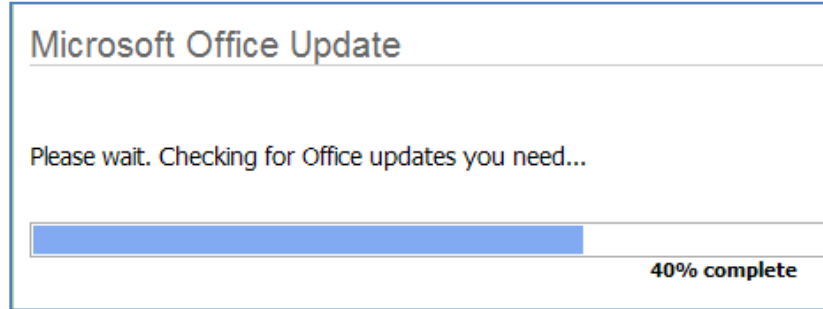 Microsoft Office Update
Please wait. Checking for Office updates you need...
40% complete